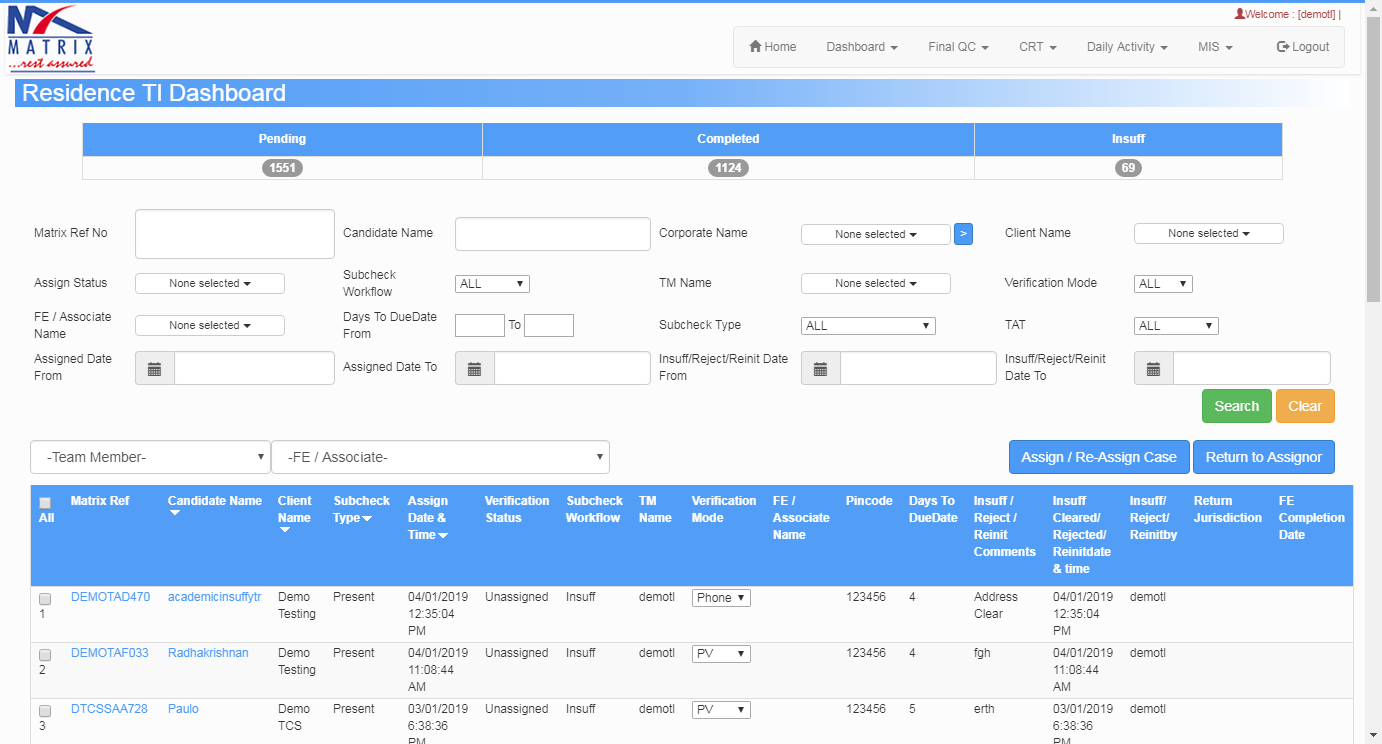 Welcome : [demotl] |
MATRIX
...rest assured
Home Dashboard Final QC CRT Daily Activity MIS Logout
Residence TI Dashboard
Pending Completed Insuff
1551 1124 69
Matrix Ref No Candidate Name Corporate Name None selected > Client Name None selected
Assign Status None selected Subcheck Workflow ALL TM Name None selected Verification Mode ALL
FE / Associate Name None selected Days To DueDate From To Subcheck Type ALL TAT ALL
Assigned Date From Assigned Date To Insuff/Reject/Reinit Date From Insuff/Reject/Reinit Date To
Search Clear
-Team Member- -FE / Associate- Assign / Re-Assign Case Return to Assignor
All Matrix Ref Candidate Name Client Name Subcheck Type Assign Date & Time Verification Status Subcheck Workflow TM Name Verification Mode FE / Associate Name Pincode Days To DueDate Insuff / Reject / Reinit Comments Insuff Cleared/ Rejected/ Reinitdate & time Insuff/ Reject/ Reinitby Return Jurisdiction FE Completion Date
1 DEMOTAD470 academicinsuffytr Demo Testing Present 04/01/2019 12:35:04 PM Unassigned Insuff demotl Phone 123456 4 Address Clear 04/01/2019 12:35:04 PM demotl
2 DEMOTAF033 Radhakrishnan Demo Testing Present 04/01/2019 11:08:44 AM Unassigned Insuff demotl PV 123456 4 fgh 04/01/2019 11:08:44 AM demotl
3 DTCSSAA728 Paulo Demo TCS Present 03/01/2019 6:38:36 PM Unassigned Insuff demotl PV 123456 5 erth 03/01/2019 6:38:36 PM demotl